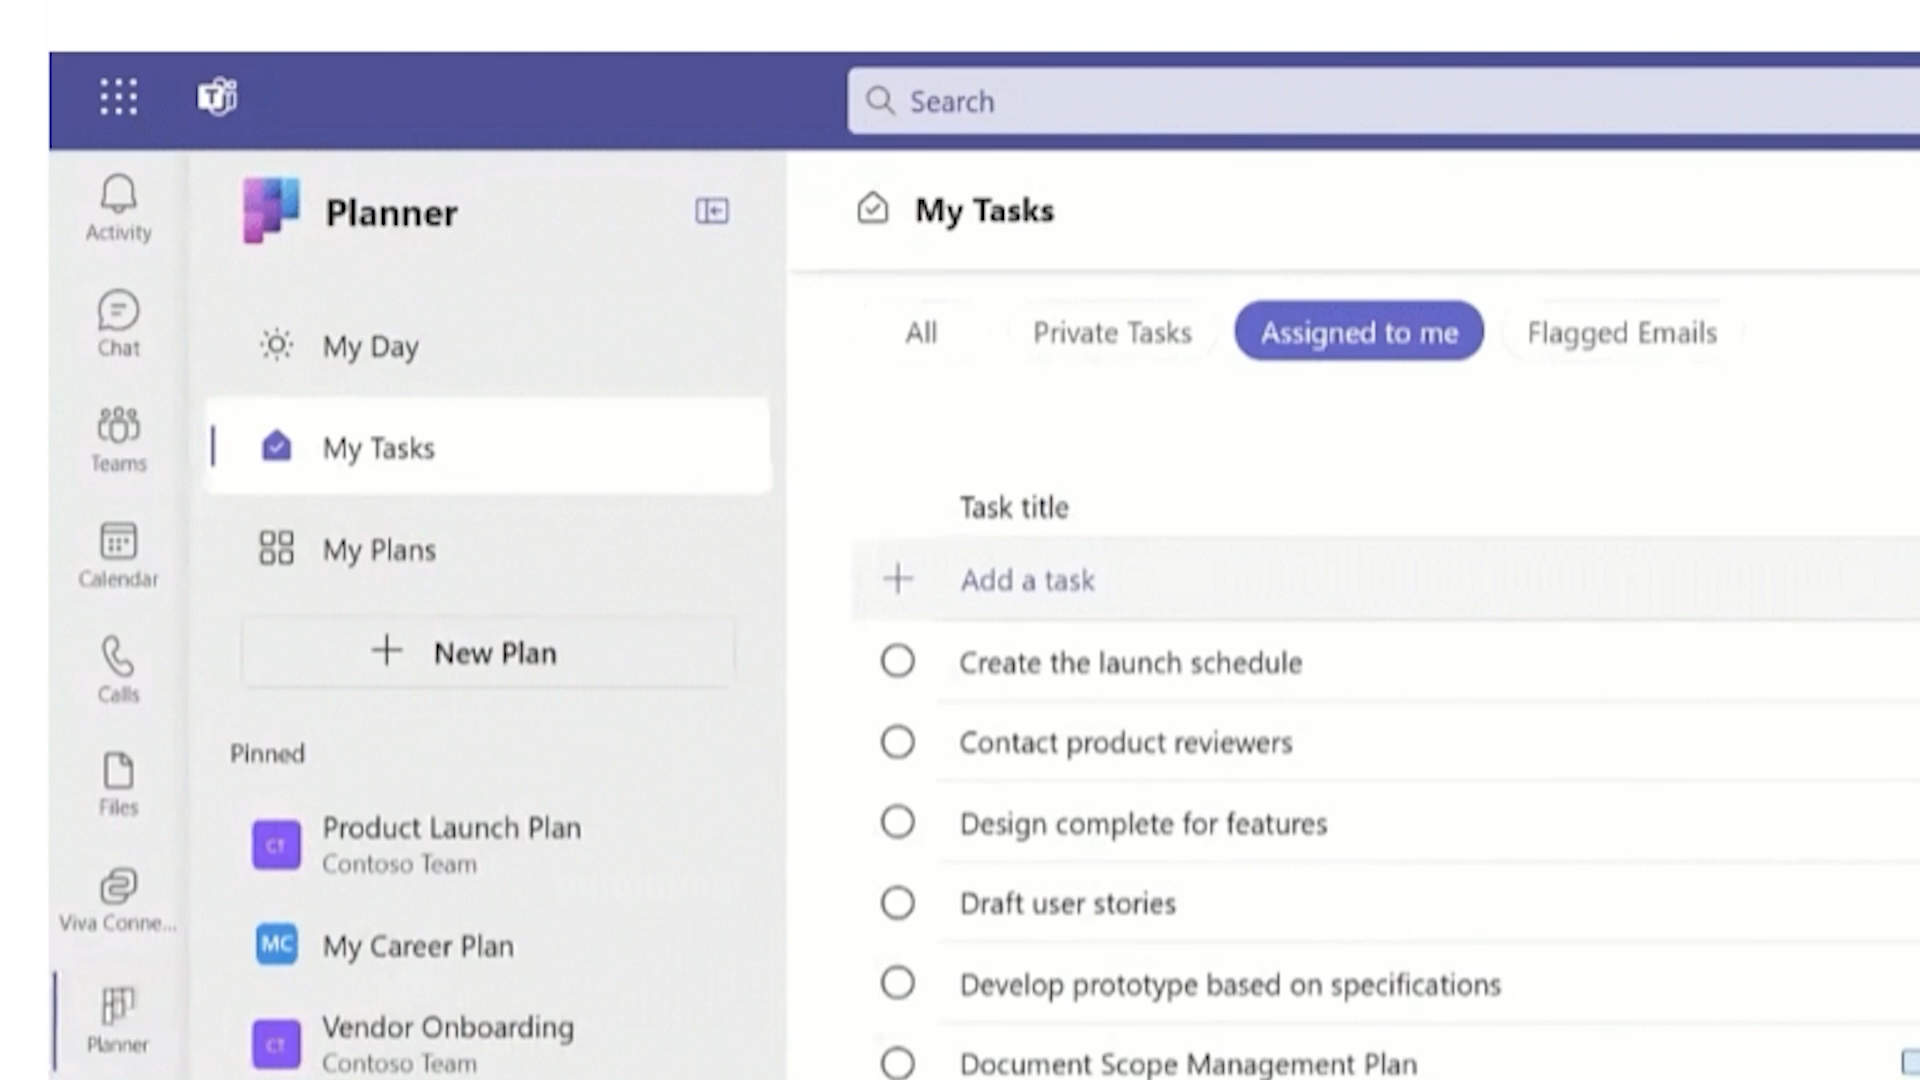 Search
Activity
Chat
Teams
Calendar
Calls
Files
Viva Conne...
Planner
Planner
My Day
My Tasks
My Plans
New Plan
Pinned
CT
Product Launch Plan
Contoso Team
MC
My Career Plan
CT
Vendor Onboarding
Contoso Team
My Tasks
All Private Tasks Assigned to me Flagged Emails
Task title
Add a task
Create the launch schedule
Contact product reviewers
Design complete for features
Draft user stories
Develop prototype based on specifications
Document Scope Management Plan